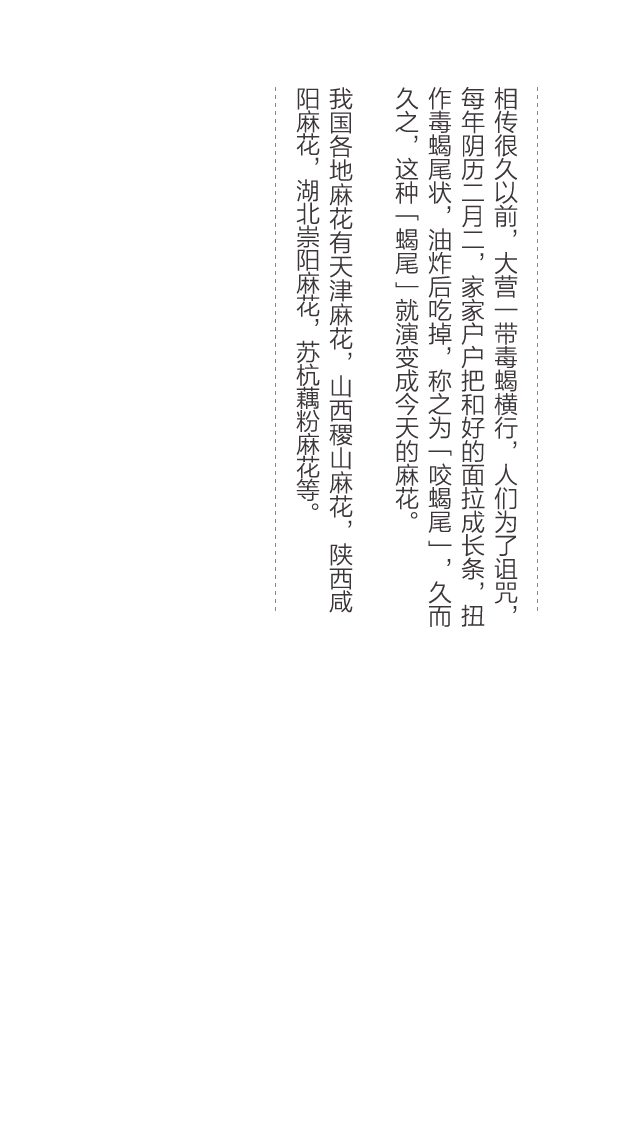 相传很久以前，大营一带毒蝎横行，人们为了诅咒，
每年阴历二月二，家家户户把和好的面拉成长条，扭
作毒蝎尾状，油炸后吃掉，称之为「咬蝎尾」，久而
久之，这种「蝎尾」就演变成今天的麻花。
我国各地麻花有天津麻花，山西稷山麻花，陕西咸
阳麻花，湖北崇阳麻花，苏杭藕粉麻花等。